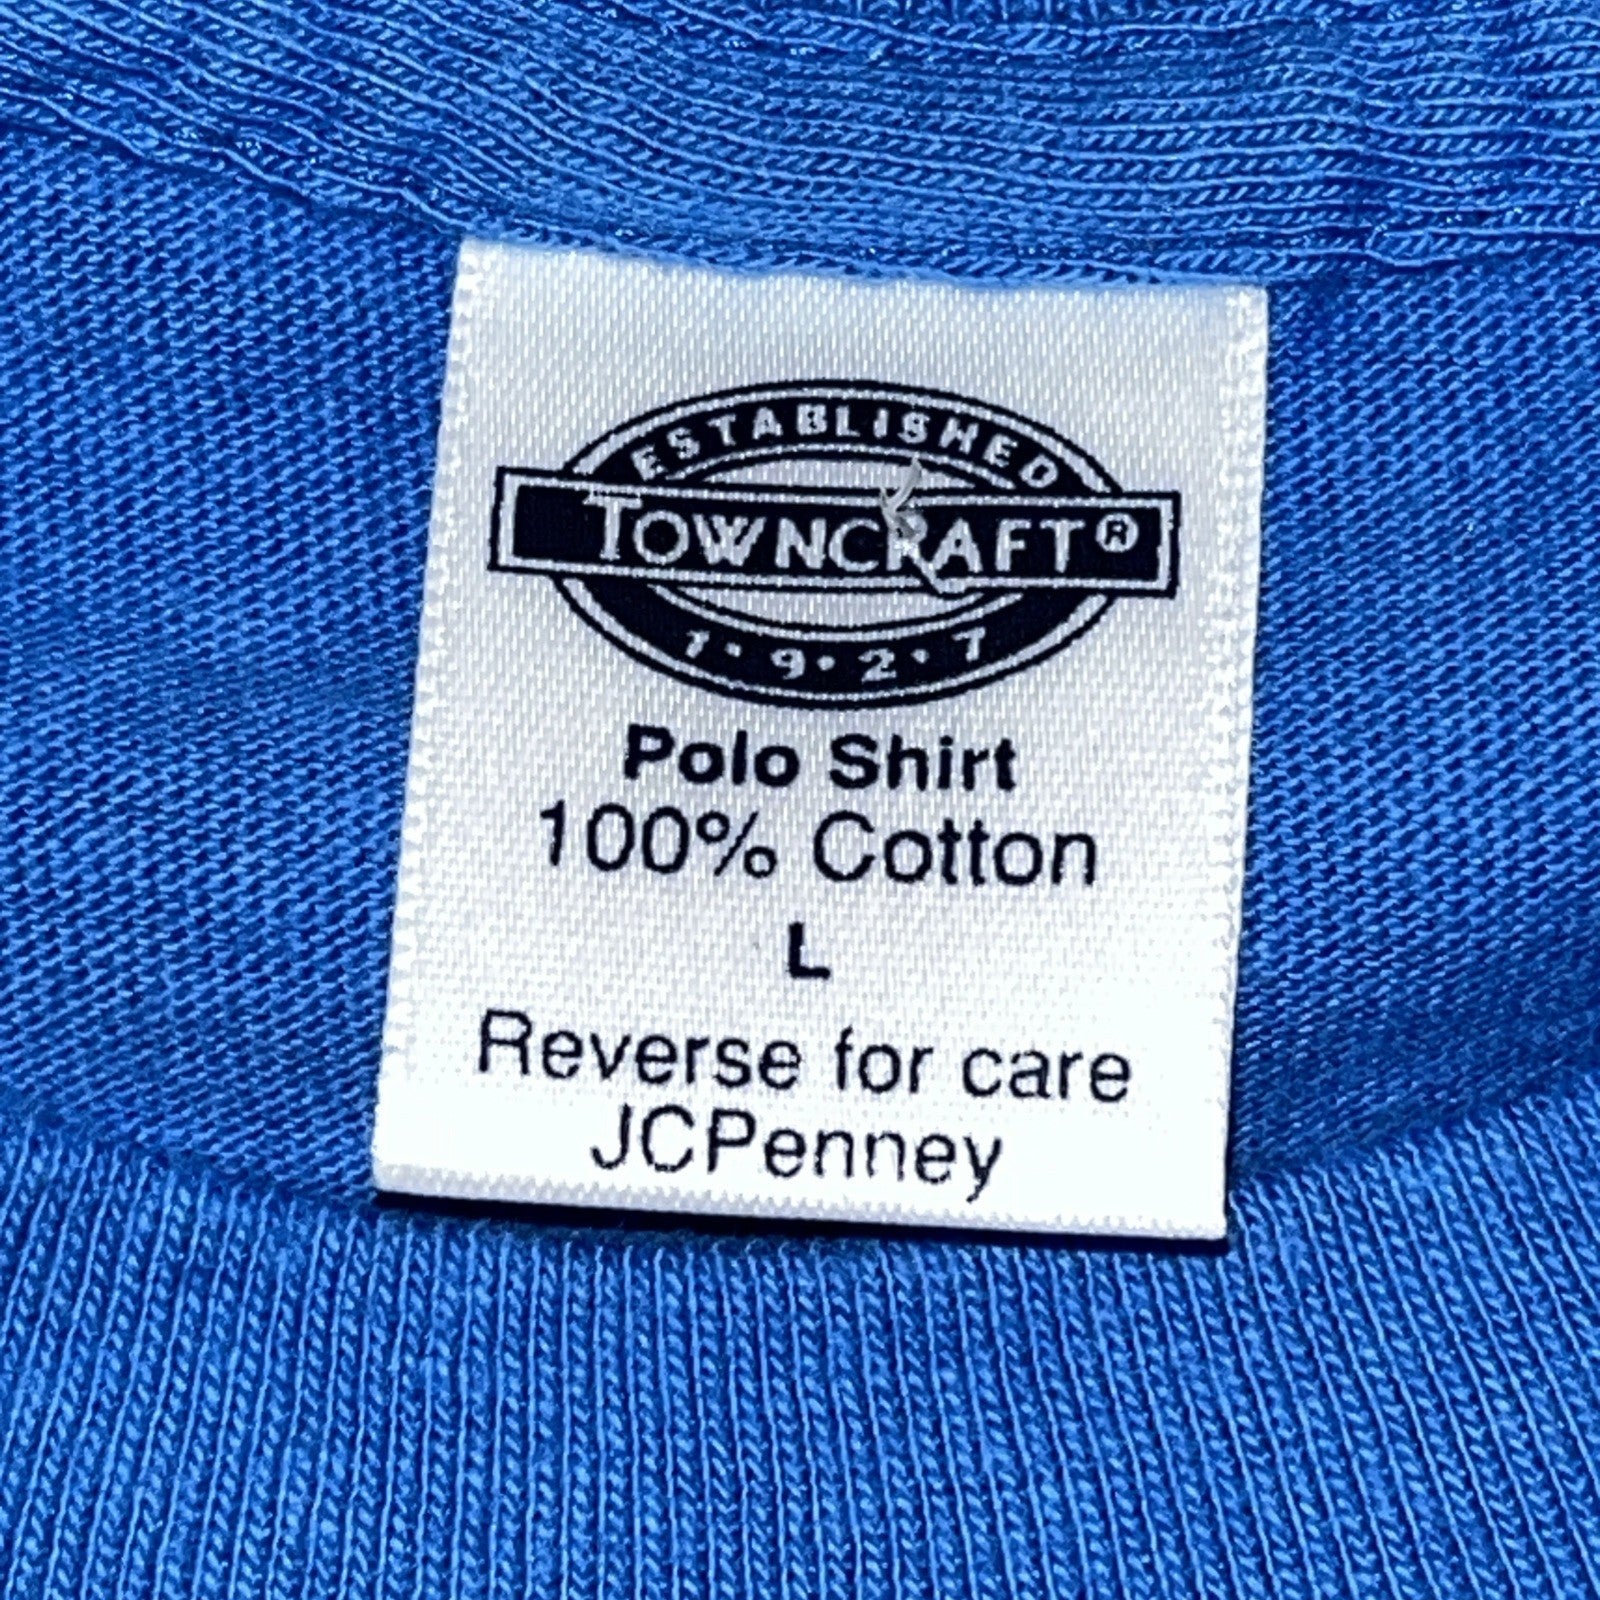 ESTABLISHED
TOWNCRAFT®
1•9•2•7
Polo Shirt
100% Cotton
L
Reverse for care
JCPenney